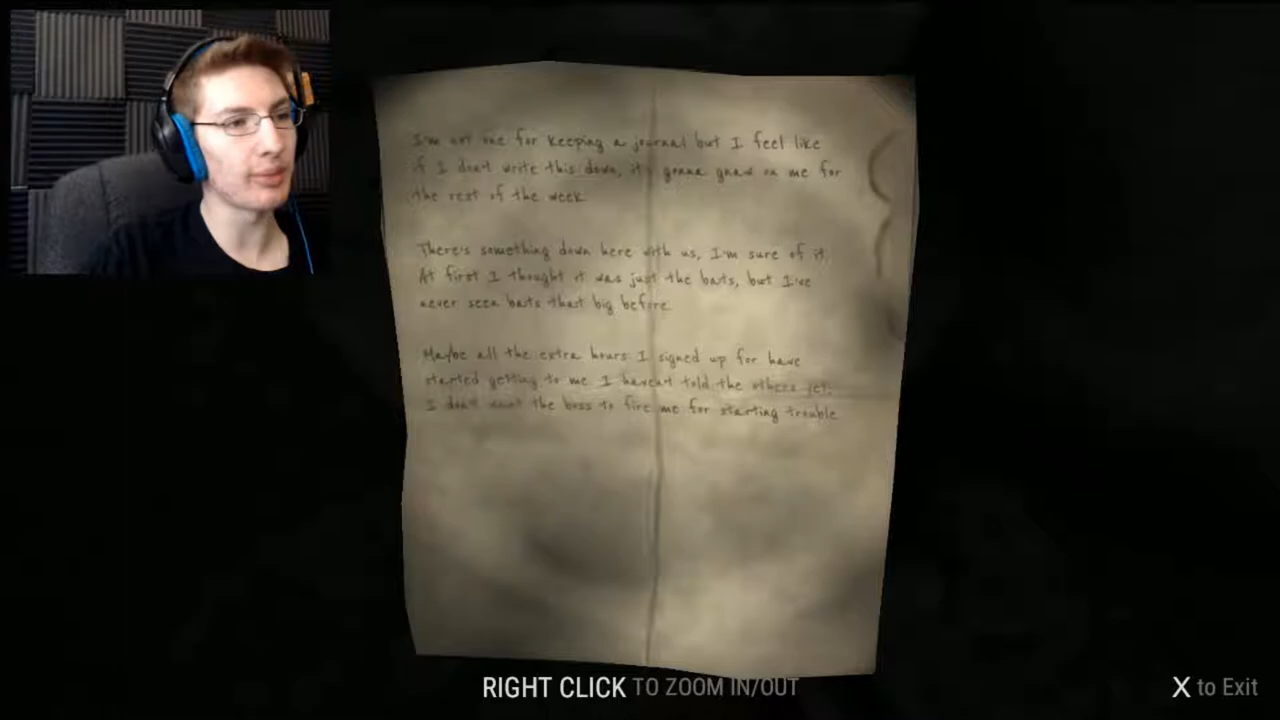 I'm not one for keeping a journal but I feel like
if I don't write this down, it's gonna gnaw on me for
the rest of the week.
There's something down here with us, I'm sure of it.
At first I thought it was just the bats, but I've
never seen bats that big before.
Maybe all the extra hours I signed up for have
started getting to me. I haven't told the others yet.
I don't want the boss to fire me for starting trouble
RIGHT CLICK TO ZOOM IN/OUT
X to Exit